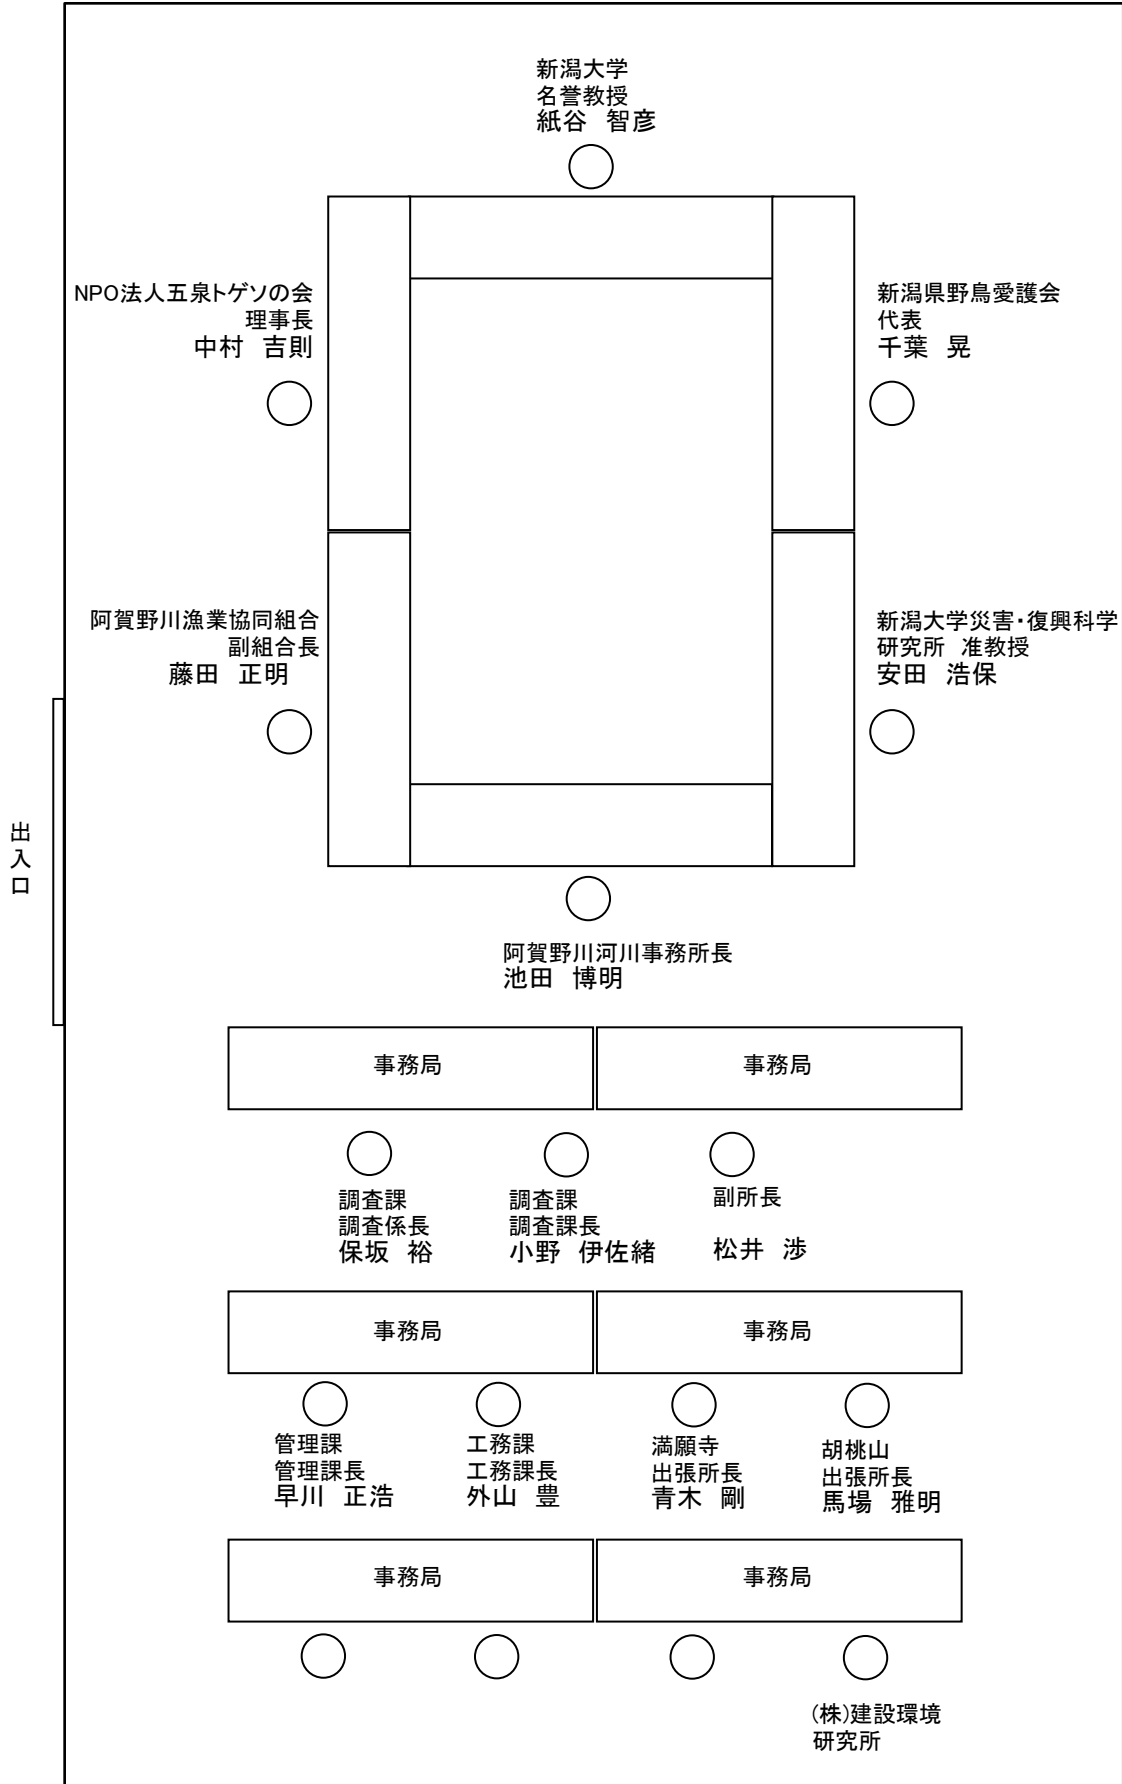 新潟大学
名誉教授
紙谷　智彦
NPO法人五泉トゲソの会
理事長
中村　吉則
新潟県野鳥愛護会
代表
千葉　晃
阿賀野川漁業協同組合
副組合長
藤田　正明
新潟大学災害・復興科学
研究所　准教授
安田　浩保
出入口
阿賀野川河川事務所長
池田　博明
事務局
事務局
調査課
調査係長
保坂　裕
調査課
調査課長
小野　伊佐緒
副所長
松井　渉
事務局
事務局
管理課
管理課長
早川　正浩
工務課
工務課長
外山　豊
満願寺
出張所長
青木　剛
胡桃山
出張所長
馬場　雅明
事務局
事務局
(株)建設環境
研究所